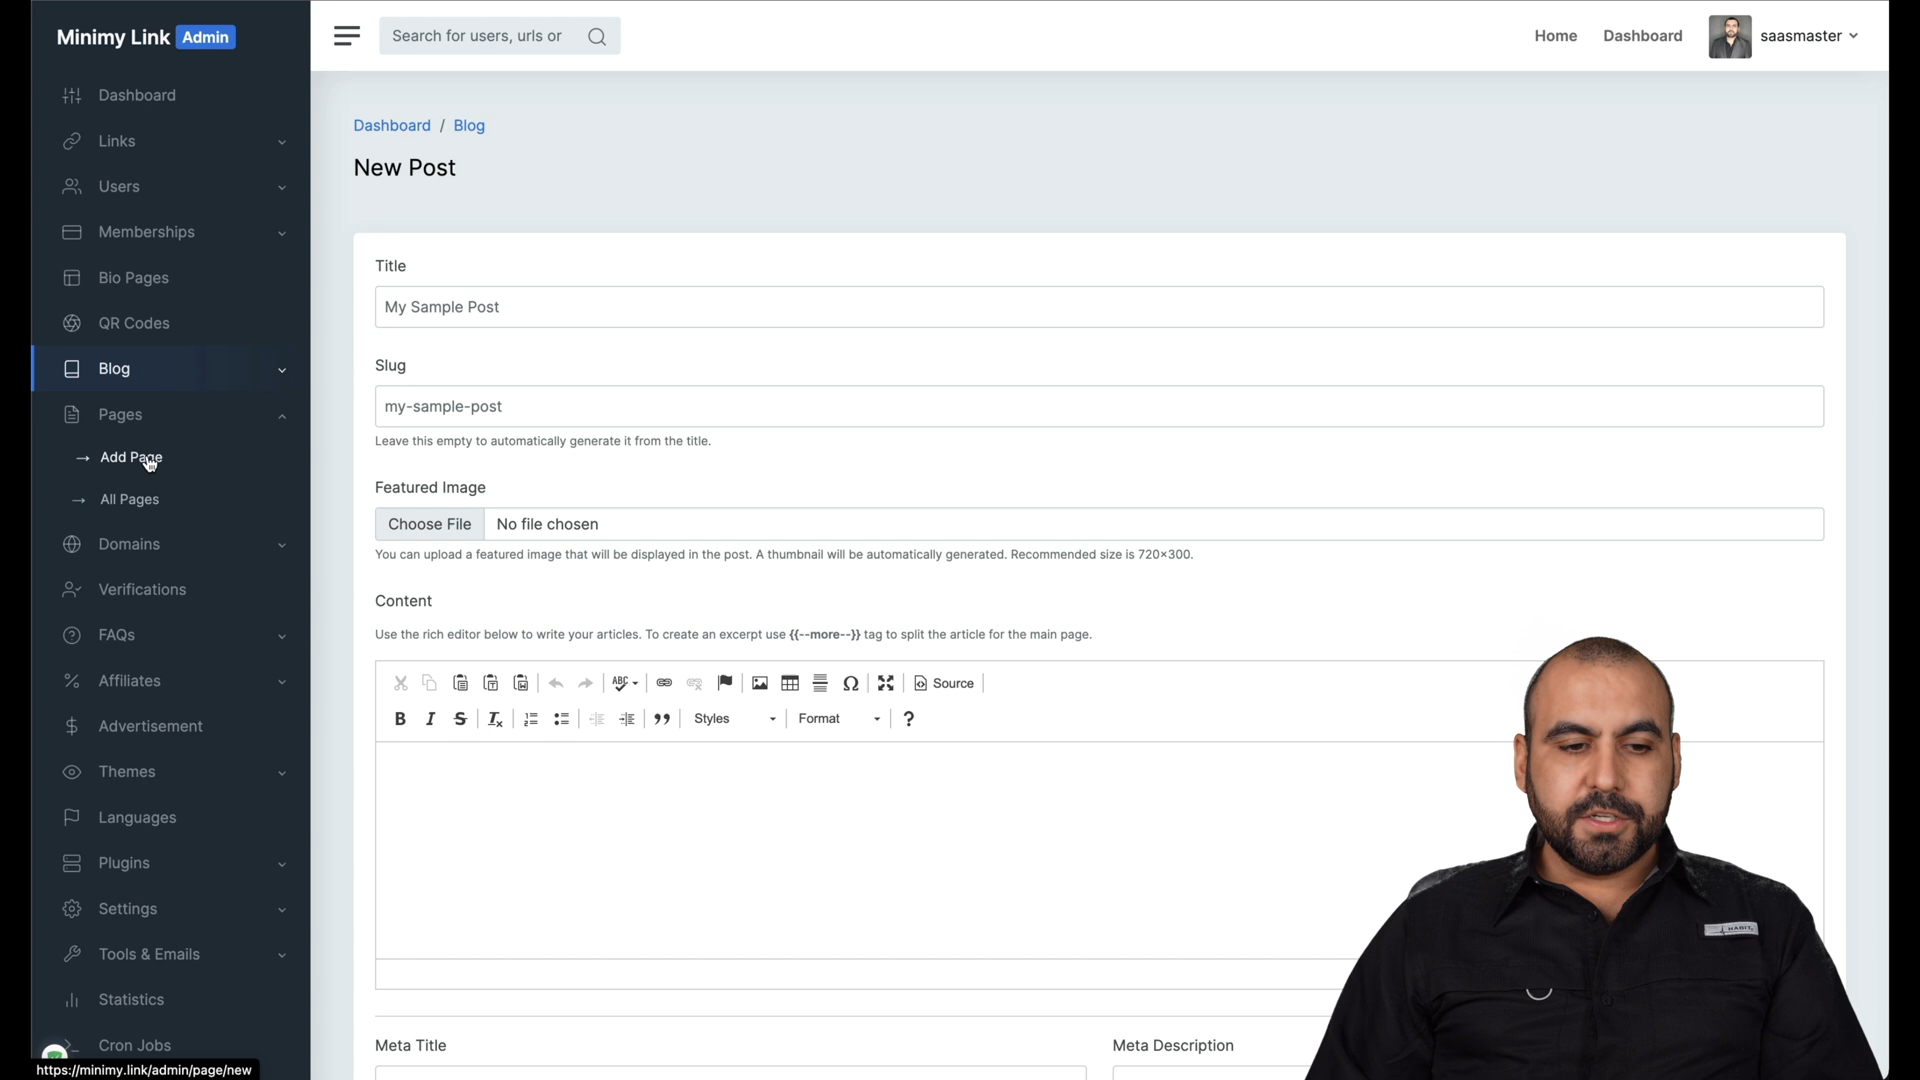 Minimy Link Admin
Search for users, urls or
Home
Dashboard
saasmaster
Dashboard
Links
Users
Memberships
Bio Pages
QR Codes
Blog
Pages
→ Add Page
→ All Pages
Domains
Verifications
FAQs
Affiliates
Advertisement
Themes
Languages
Plugins
Settings
Tools & Emails
Statistics
Cron Jobs
https://minimy.link/admin/page/new
Dashboard / Blog
New Post
Title
My Sample Post
Slug
my-sample-post
Leave this empty to automatically generate it from the title.
Featured Image
Choose File No file chosen
You can upload a featured image that will be displayed in the post. A thumbnail will be automatically generated. Recommended size is 720×300.
Content
Use the rich editor below to write your articles. To create an excerpt use {{--more--}} tag to split the article for the main page.
ABC
Ω
Source
B I S Ix
Styles
Format
?
HABIT
Meta Title
Meta Description